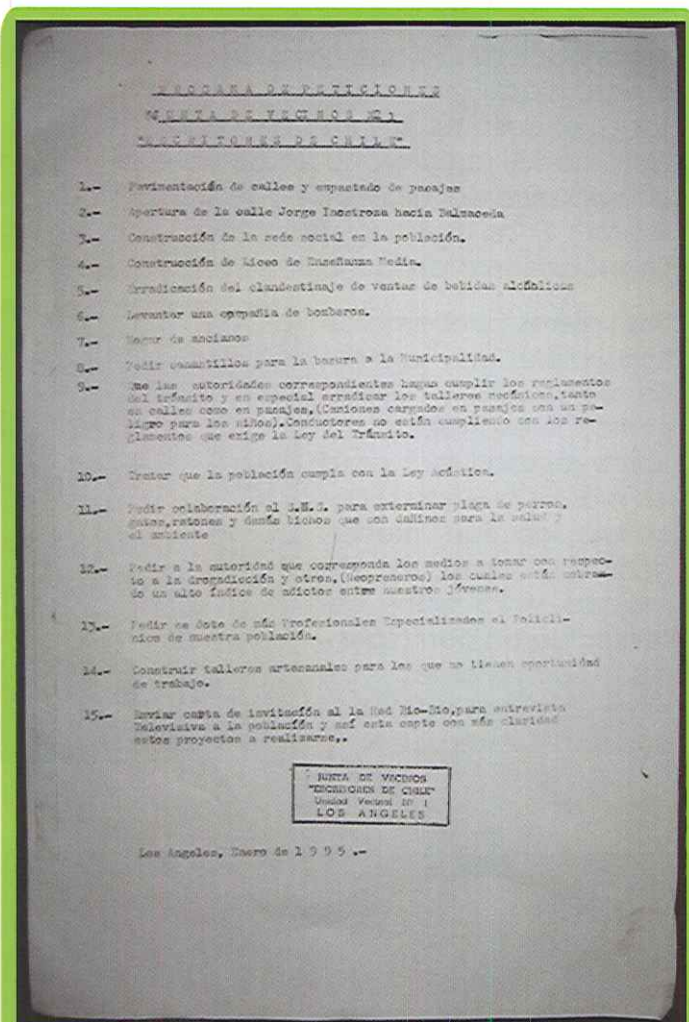 PROGRAMA DE PETICIONES
JUNTA DE VECINOS Nº 1
"ESCRITORES DE CHILE"
1.- Pavimentación de calles y empastado de pasajes
2.- Apertura de la calle Jorge Inostroza hacia Balmaceda
3.- Construcción de la sede social en la población.
4.- Construcción de Liceo de Enseñanza Media.
5.- Erradicación del clandestinaje de ventas de bebidas alcóholicas
6.- Levantar una compañia de bomberos.
7.- Hogar de ancianos
8.- Pedir canastillos para la basura a la Municipalidad.
9.- Que las autoridades correspondientes hagan cumplir los reglamentos
del tránsito y en especial erradicar los talleres mecánicos,tanto
en calles como en pasajes,(Camiones cargados en pasajes son un pe-
ligro para los niños).Conductores no están cumpliendo con los re-
glamentos que exige la Ley del Tránsito.
10.- Tratar que la población cumpla con la Ley Acústica.
11.- Pedir colaboración al S.N.S. para exterminar plaga de perros,
gatos,ratones y demás bichos que son dañinos para la salud y
el ambiente
12.- Pedir a la autoridad que corresponda los medios a tomar con respec-
to a la drogadicción y otros,(Neopreneros) los cuales están cobran-
do un alto índice de adictos entre nuestros jóvenes.
13.- Pedir se dote de más Profesionales Especializados el Policlí-
nico de nuestra población.
14.- Construir talleres artesanales para los que no tienen oportunidad
de trabajo.
15.- Enviar carta de invitación al la Red Bio-Bio,para entrevista
Televisiva a la población y así esta capte con más claridad
estos proyectos a realizarse,.
JUNTA DE VECINOS
"ESCRITORES DE CHILE"
Unidad Vecinal Nº 1
LOS ANGELES
Los Angeles, Enero de 1 9 9 5 .-